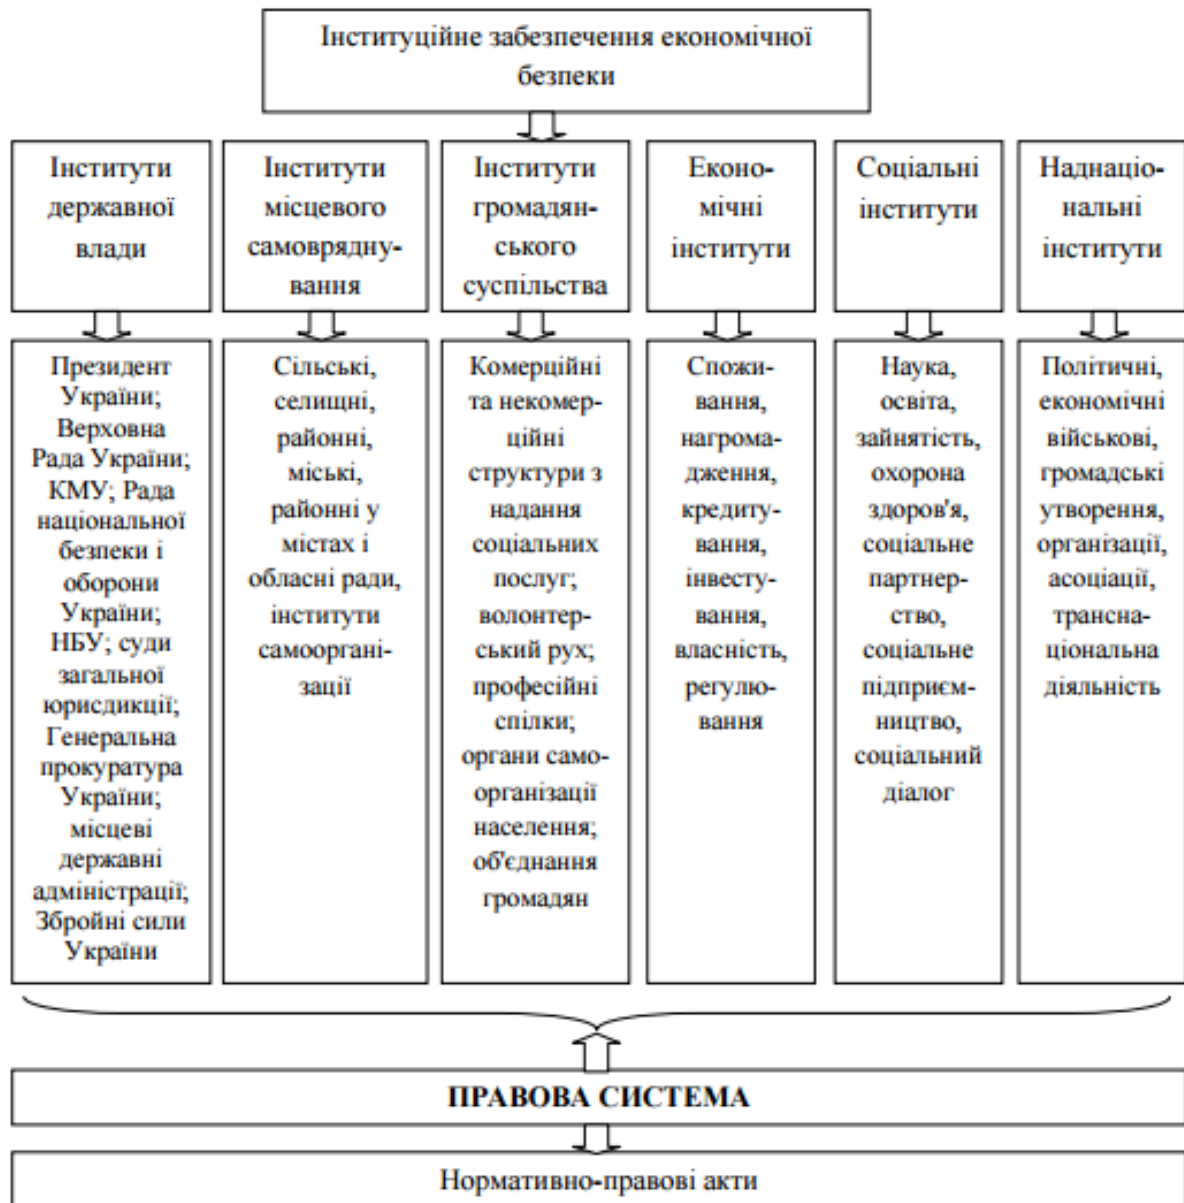 Інституційне забезпечення економічної
безпеки
Інститути
державної
влади
Інститути
місцевого
самоврядну-
вання
Інститути
громадян-
ського
суспільства
Еконо-
мічні
інститути
Соціальні
інститути
Наднаціо-
нальні
інститути
Президент
України;
Верховна
Рада України;
КМУ; Рада
національної
безпеки і
оборони
України;
НБУ; суди
загальної
юрисдикції;
Генеральна
прокуратура
України;
місцеві
державні
адміністрації;
Збройні сили
України
Сільські,
селищні,
районні,
міські,
районні у
містах і
обласні ради,
інститути
самооргані-
зації
Комерційні
та некомер-
ційні
структури з
надання
соціальних
послуг;
волонтер-
ський рух;
професійні
спілки;
органи само-
організації
населення;
об'єднання
громадян
Спожи-
вання,
нагрома-
дження,
кредиту-
вання,
інвесту-
вання,
власність,
регулю-
вання
Наука,
освіта,
зайнятість,
охорона
здоров'я,
соціальне
партнер-
ство,
соціальне
підприєм-
ництво,
соціальний
діалог
Політичні,
економічні
військові,
громадські
утворення,
організації,
асоціації,
трансна-
ціональна
діяльність
ПРАВОВА СИСТЕМА
Нормативно-правові акти